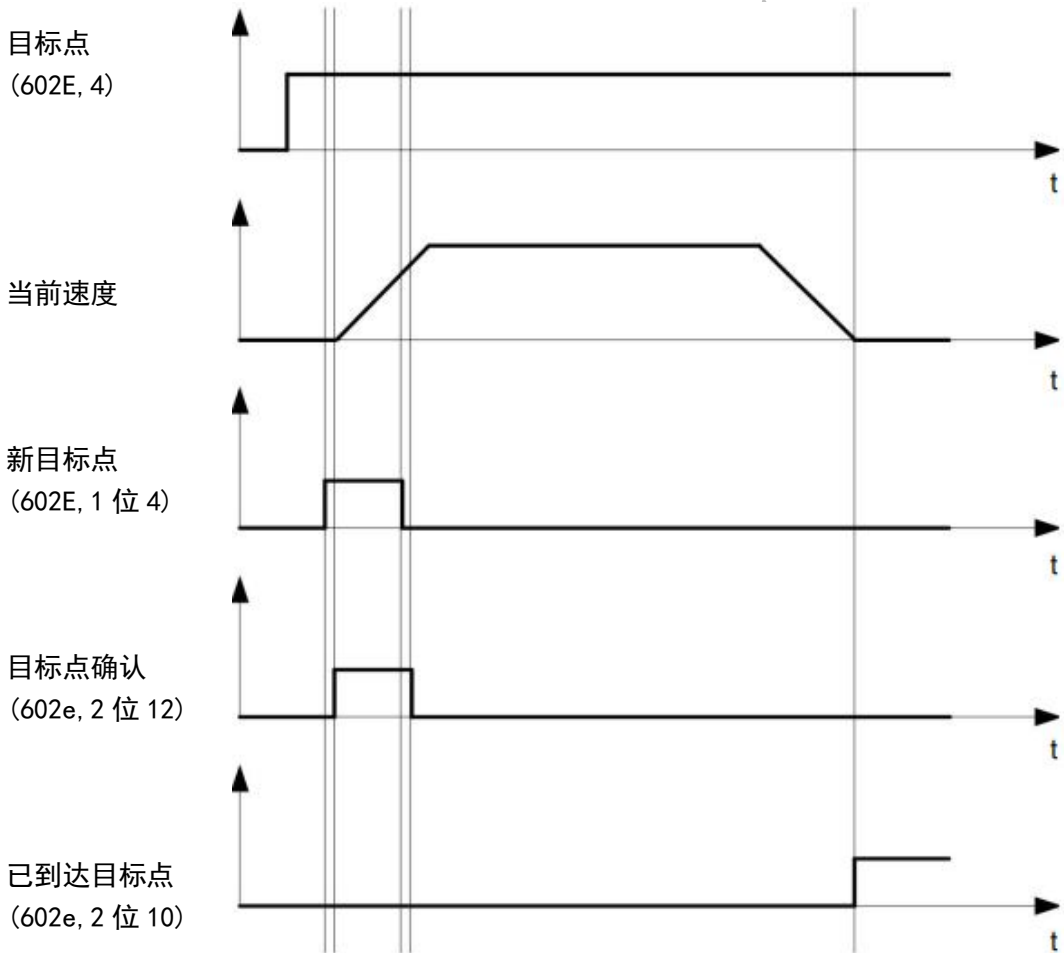 目标点
(602E,4)
t
当前速度
t
新目标点
(602E,1 位 4)
t
目标点确认
(602e,2 位 12)
t
已到达目标点
(602e,2 位 10)
t